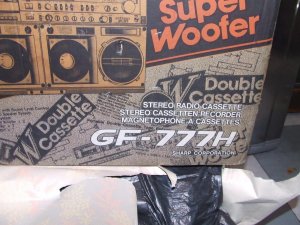 Super
Woofer
Double
Cassette
W Double
Cassette
STEREO RADIO CASSETTE
STEREO CASSETTEN RECORDER
MAGNETOPHONE A CASSETTES
GF-777H
SHARP CORPORATION